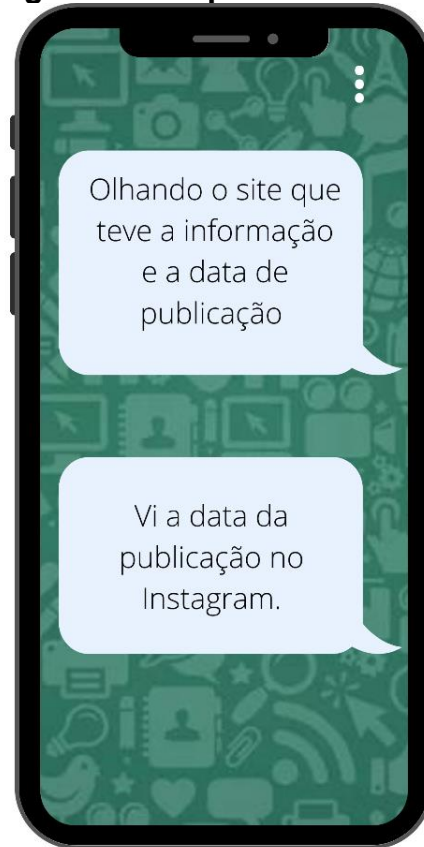 Olhando o site que
teve a informação
e a data de
publicação
Vi a data da
publicação no
Instagram.